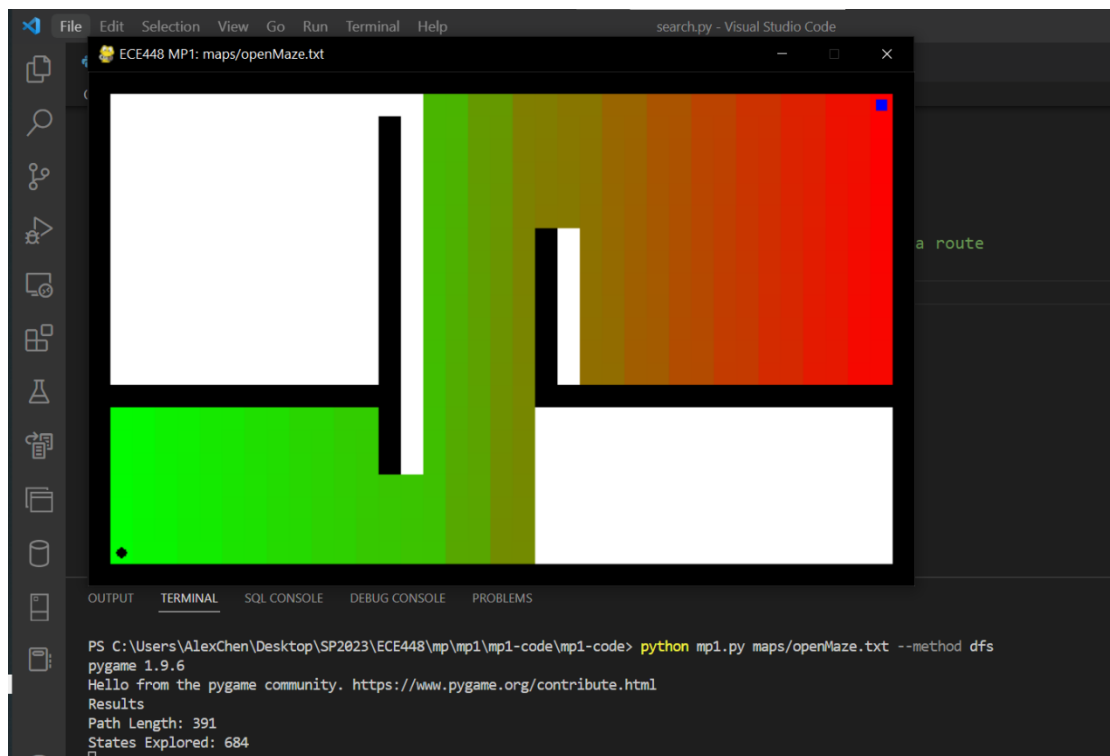 File Edit Selection View Go Run Terminal Help search.py - Visual Studio Code
ECE448 MP1: maps/openMaze.txt
a route
OUTPUT TERMINAL SQL CONSOLE DEBUG CONSOLE PROBLEMS
PS C:\Users\AlexChen\Desktop\SP2023\ECE448\mp\mp1\mp1-code\mp1-code> python mp1.py maps/openMaze.txt --method dfs
pygame 1.9.6
Hello from the pygame community. https://www.pygame.org/contribute.html
Results
Path Length: 391
States Explored: 684